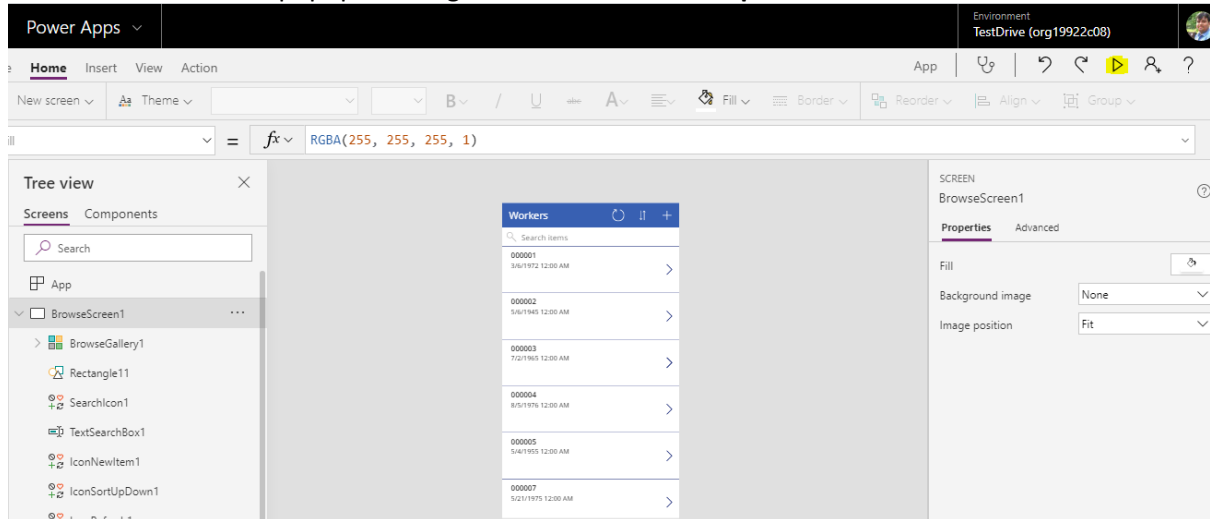 Power Apps
Environment
TestDrive (org19922c08)
Home Insert View Action
App
?
New screen
Aa Theme
B / U abc A
Fill
Border
Reorder
Align
Group
= fx RGBA(255, 255, 255, 1)
Tree view
Screens Components
Search
App
BrowseScreen1 ...
BrowseGallery1
Rectangle11
SearchIcon1
TextSearchBox1
IconNewItem1
IconSortUpDown1
Workers
Search items
000001
3/6/1972 12:00 AM
000002
5/6/1945 12:00 AM
000003
7/2/1965 12:00 AM
000004
8/5/1976 12:00 AM
000005
5/4/1955 12:00 AM
000007
5/21/1975 12:00 AM
SCREEN
BrowseScreen1
Properties Advanced
Fill
Background image None
Image position Fit